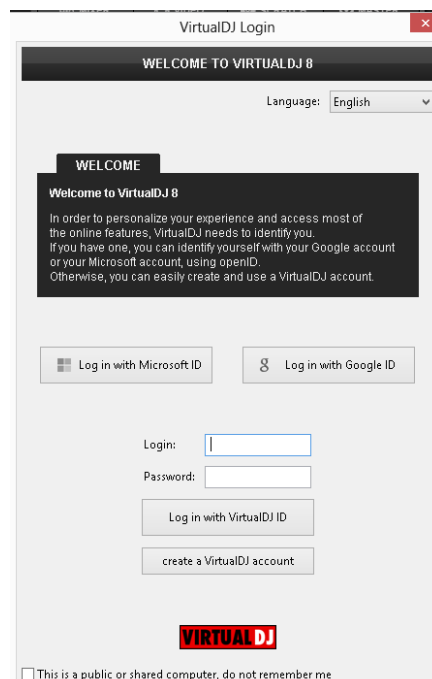 VirtualDJ Login
WELCOME TO VIRTUALDJ 8
Language: English
WELCOME
Welcome to VirtualDJ 8
In order to personalize your experience and access most of
the online features, VirtualDJ needs to identify you.
If you have one, you can identify yourself with your Google account
or your Microsoft account, using openID.
Otherwise, you can easily create and use a VirtualDJ account.
Log in with Microsoft ID
8 Log in with Google ID
Login:
Password:
Log in with VirtualDJ ID
create a VirtualDJ account
VIRTUAL DJ
This is a public or shared computer, do not remember me